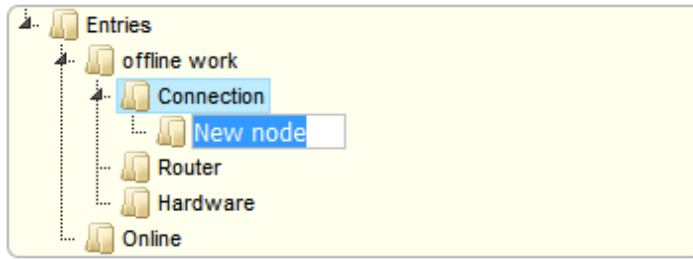 Entries
offline work
Connection
New node
Router
Hardware
Online